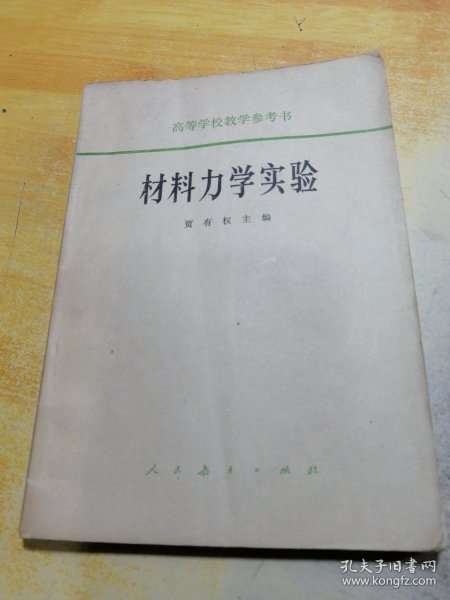 高等学校教学参考书
材料力学实验
贾有权主编
人民教育出版社
孔夫子旧书网
www.kongfz.com